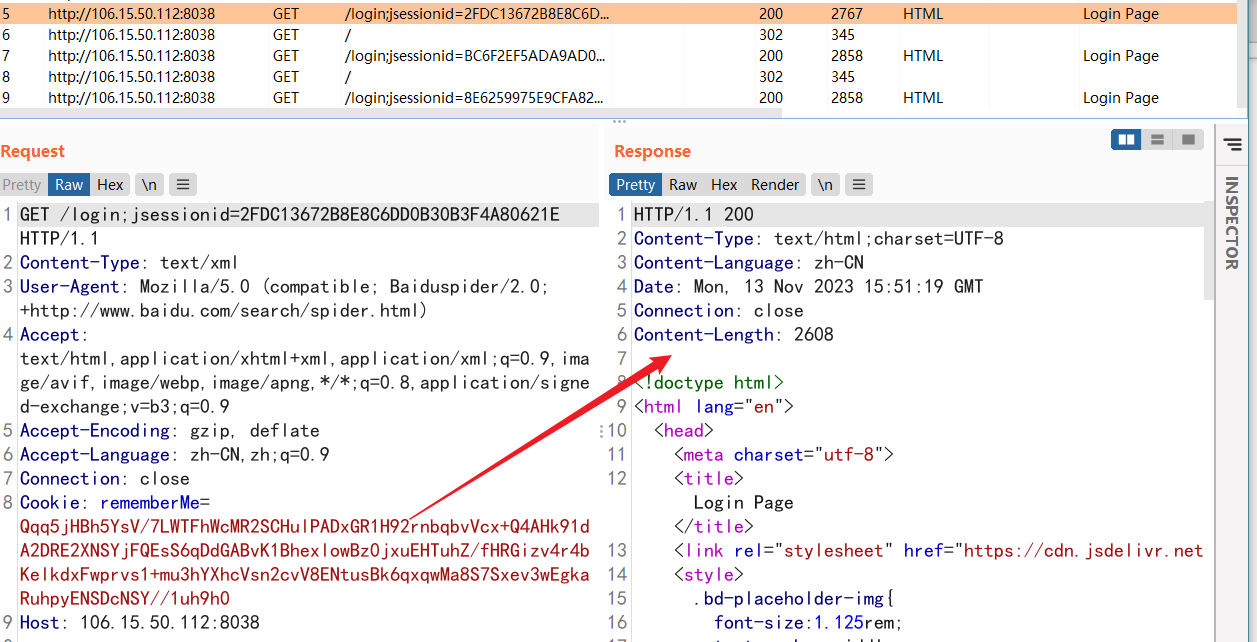 5 http://106.15.50.112:8038 GET /login;jsessionid=2FDC13672B8E8C6D... 200 2767 HTML Login Page
6 http://106.15.50.112:8038 GET / 302 345
7 http://106.15.50.112:8038 GET /login;jsessionid=BC6F2EF5ADA9AD0... 200 2858 HTML Login Page
8 http://106.15.50.112:8038 GET / 302 345
9 http://106.15.50.112:8038 GET /login;jsessionid=8E6259975E9CFA82... 200 2858 HTML Login Page
Request
Pretty Raw Hex \n
1 GET /login;jsessionid=2FDC13672B8E8C6DD0B30B3F4A80621E
HTTP/1.1
2 Content-Type: text/xml
3 User-Agent: Mozilla/5.0 (compatible; Baiduspider/2.0;
+http://www.baidu.com/search/spider.html)
4 Accept:
text/html,application/xhtml+xml,application/xml;q=0.9,ima
ge/avif,image/webp,image/apng,*/*;q=0.8,application/signe
d-exchange;v=b3;q=0.9
5 Accept-Encoding: gzip, deflate
6 Accept-Language: zh-CN,zh;q=0.9
7 Connection: close
8 Cookie: rememberMe=
Qqq5jHBh5YsV/7LWTFhWcMR2SCHulPADxGR1H92rnbqbvVcx+Q4AHk91d
A2DRE2XNSYjFQEsS6qDdGABvK1BhexlowBz0jxuEHTuhZ/fHRGizv4r4b
KelkdxFwprvs1+mu3hYXhcVsn2cvV8ENtusBk6qxqwMa8S7Sxev3wEgka
RuhpyENSDcNSY//1uh9h0
9 Host: 106.15.50.112:8038
Response
Pretty Raw Hex Render \n
1 HTTP/1.1 200
2 Content-Type: text/html;charset=UTF-8
3 Content-Language: zh-CN
4 Date: Mon, 13 Nov 2023 15:51:19 GMT
5 Connection: close
6 Content-Length: 2608
7
8 <!doctype html>
9 <html lang="en">
10 <head>
11 <meta charset="utf-8">
12 <title>
Login Page
</title>
13 <link rel="stylesheet" href="https://cdn.jsdelivr.net
14 <style>
15 .bd-placeholder-img{
16 font-size:1.125rem;
INSPECTOR